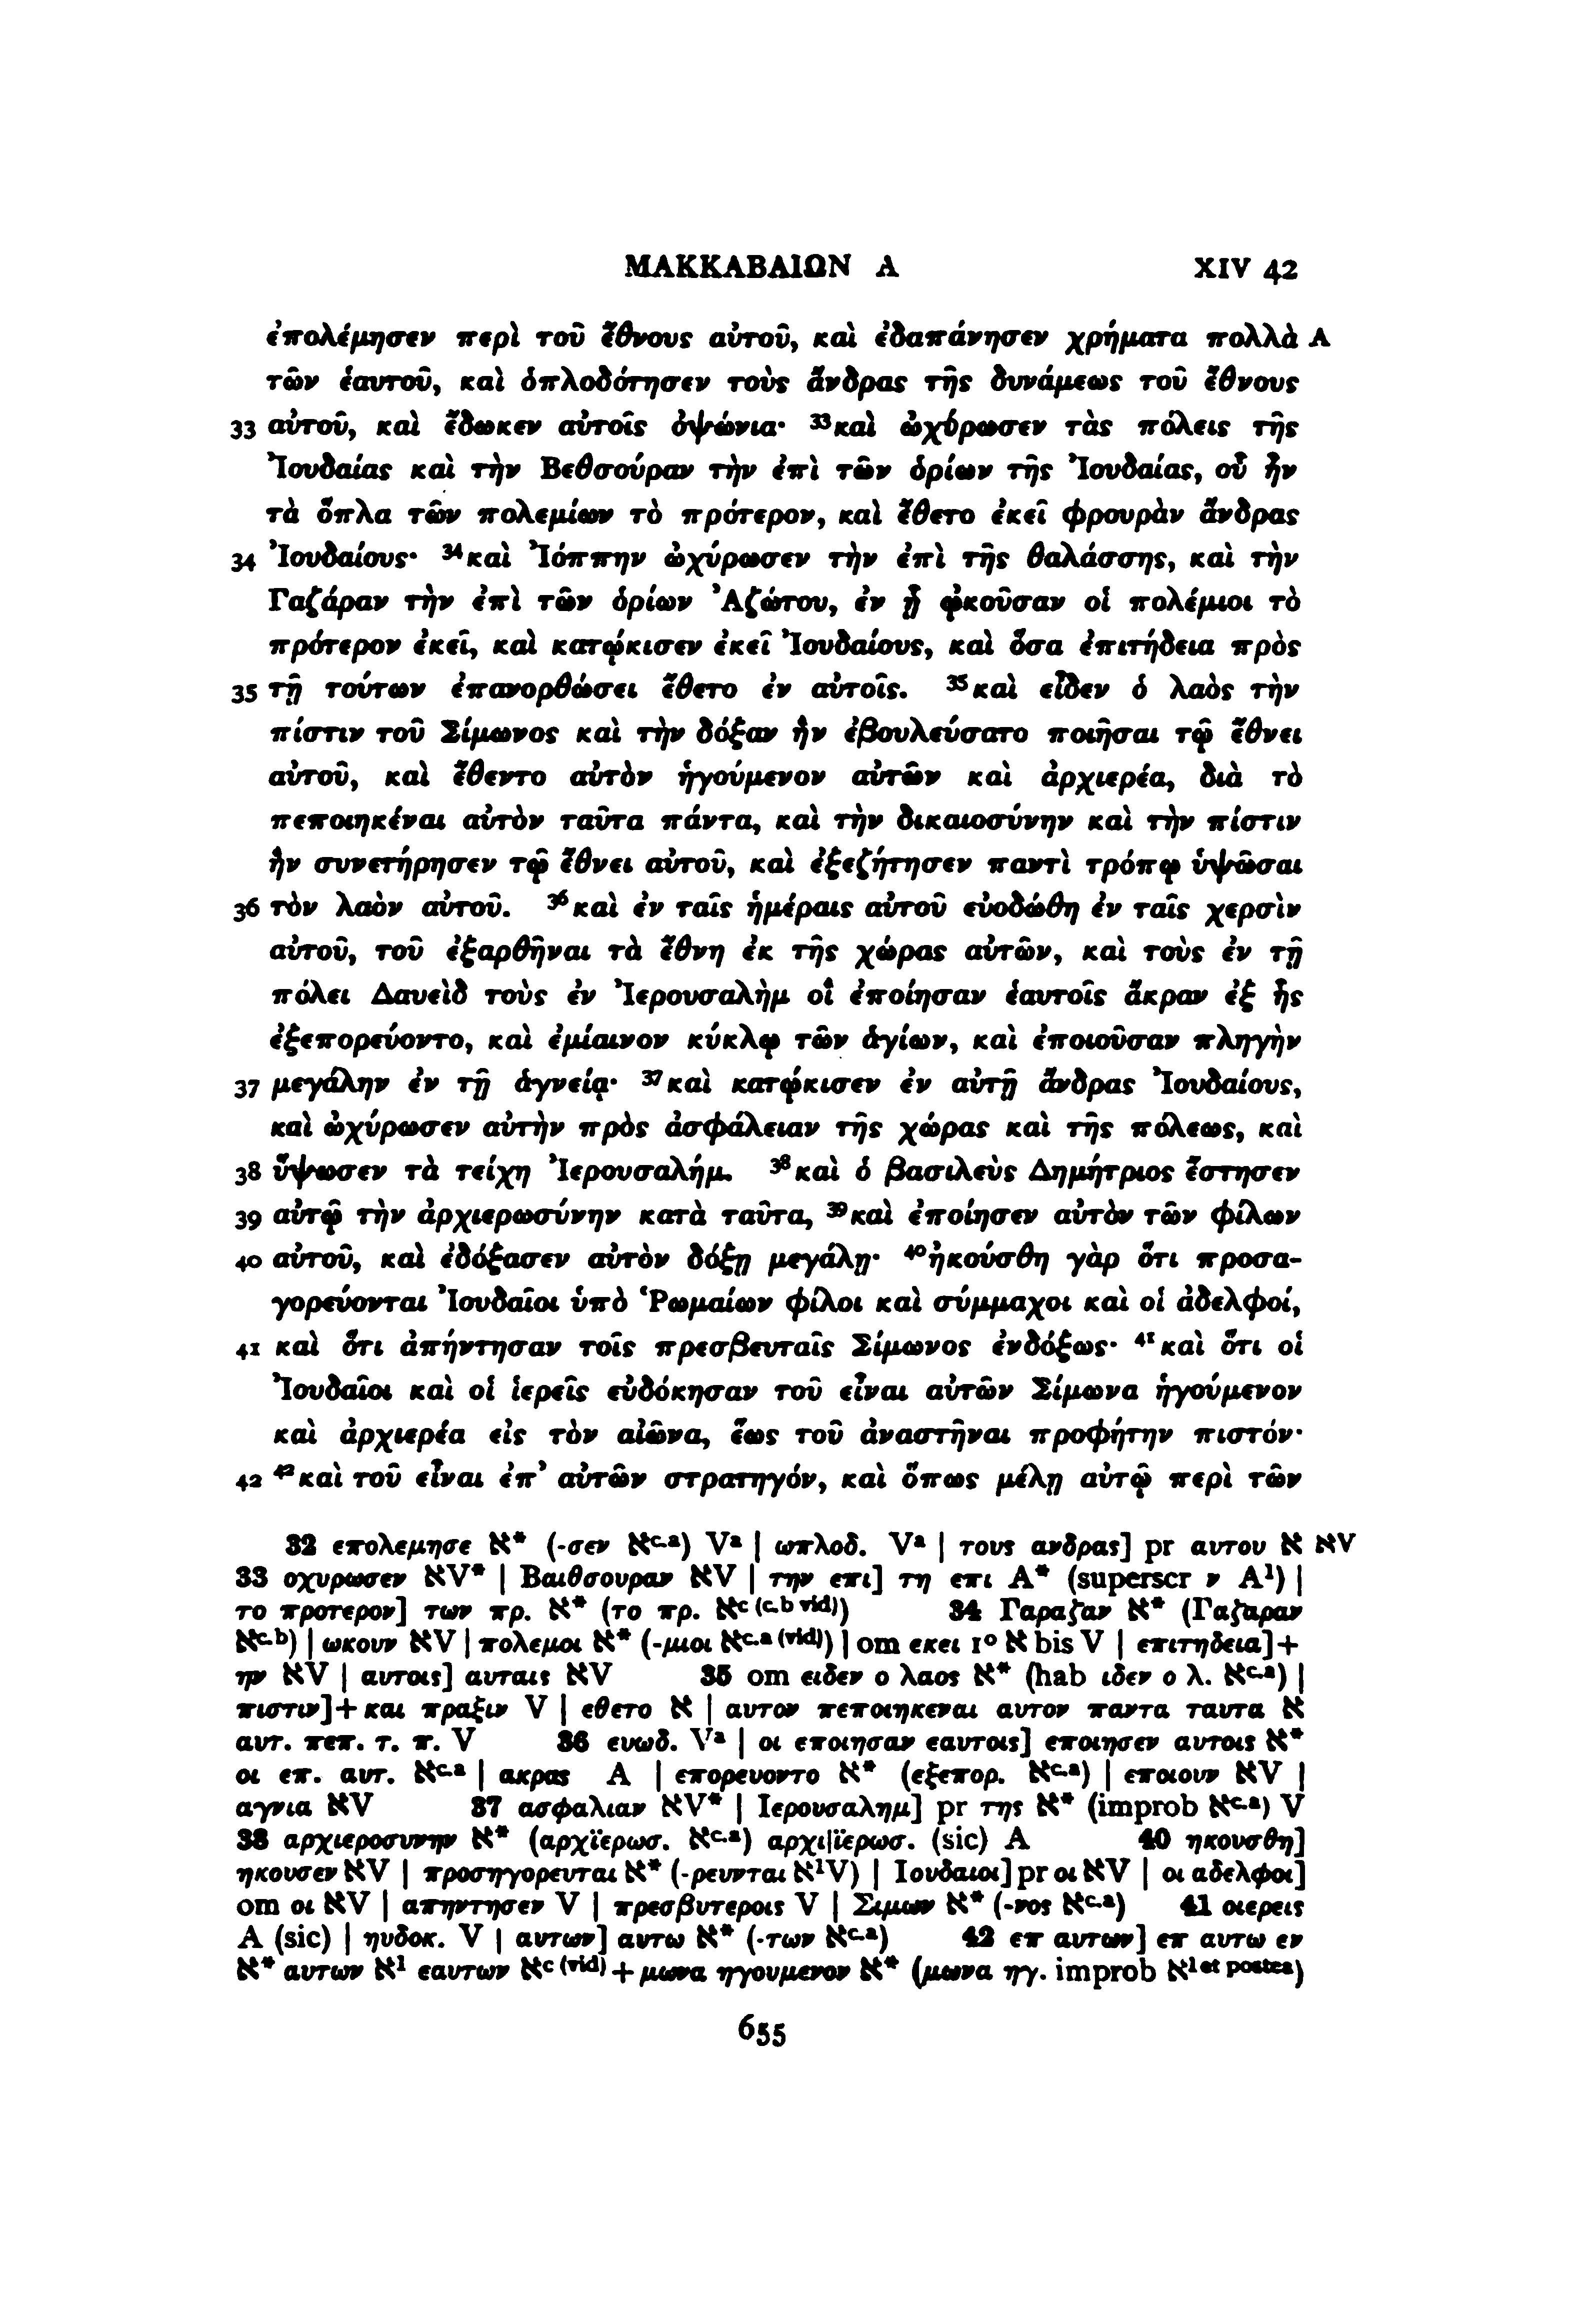 ΜΑΚΚΑΒΑΙΩΝ Α XIV 42
ἐπολέμησεν περὶ τοῦ ἔθνους αὐτοῦ, καὶ ἐδαπάνησεν χρήματα πολλὰ A
τῶν ἑαυτοῦ, καὶ ὁπλοδότησεν τοὺς ἄνδρας τῆς δυνάμεως τοῦ ἔθνους
33 αὐτοῦ, καὶ ἔδωκεν αὐτοῖς ὀψώνια· ³³καὶ ὠχύρωσεν τὰς πόλεις τῆς
Ἰουδαίας καὶ τὴν Βεθσούραν τὴν ἐπὶ τῶν ὁρίων τῆς Ἰουδαίας, οὗ ἦν
τὰ ὅπλα τῶν πολεμίων τὸ πρότερον, καὶ ἔθετο ἐκεῖ φρουρὰν ἄνδρας
34 Ἰουδαίους· ³⁴καὶ Ἰόππην ὠχύρωσεν τὴν ἐπὶ τῆς θαλάσσης, καὶ τὴν
Γαζάραν τὴν ἐπὶ τῶν ὁρίων Ἀζώτου, ἐν ᾗ ᾠκοῦσαν οἱ πολέμιοι τὸ
πρότερον ἐκεῖ, καὶ κατῴκισεν ἐκεῖ Ἰουδαίους, καὶ ὅσα ἐπιτήδεια πρὸς
35 τῇ τούτων ἐπανορθώσει ἔθετο ἐν αὐτοῖς. ³⁵καὶ εἶδεν ὁ λαὸς τὴν
πίστιν τοῦ Σίμωνος καὶ τὴν δόξαν ἣν ἐβουλεύσατο ποιῆσαι τῷ ἔθνει
αὐτοῦ, καὶ ἔθεντο αὐτὸν ἡγούμενον αὐτῶν καὶ ἀρχιερέα, διὰ τὸ
πεποιηκέναι αὐτὸν ταῦτα πάντα, καὶ τὴν δικαιοσύνην καὶ τὴν πίστιν
ἣν συνετήρησεν τῷ ἔθνει αὐτοῦ, καὶ ἐξεζήτησεν παντὶ τρόπῳ ὑψῶσαι
36 τὸν λαὸν αὐτοῦ. ³⁶καὶ ἐν ταῖς ἡμέραις αὐτοῦ εὐοδώθη ἐν ταῖς χερσὶν
αὐτοῦ, τοῦ ἐξαρθῆναι τὰ ἔθνη ἐκ τῆς χώρας αὐτῶν, καὶ τοὺς ἐν τῇ
πόλει Δαυεὶδ τοὺς ἐν Ἰερουσαλὴμ οἳ ἐποίησαν ἑαυτοῖς ἄκραν ἐξ ἧς
ἐξεπορεύοντο, καὶ ἐμίαινον κύκλῳ τῶν ἁγίων, καὶ ἐποιοῦσαν πληγὴν
37 μεγάλην ἐν τῇ ἁγνείᾳ· ³⁷καὶ κατῴκισεν ἐν αὐτῇ ἄνδρας Ἰουδαίους,
καὶ ὠχύρωσεν αὐτὴν πρὸς ἀσφάλειαν τῆς χώρας καὶ τῆς πόλεως, καὶ
38 ὕψωσεν τὰ τείχη Ἰερουσαλήμ. ³⁸καὶ ὁ βασιλεὺς Δημήτριος ἔστησεν
39 αὐτῷ τὴν ἀρχιερωσύνην κατὰ ταῦτα, ³⁹καὶ ἐποίησεν αὐτὸν τῶν φίλων
40 αὐτοῦ, καὶ ἐδόξασεν αὐτὸν δόξῃ μεγάλῃ· ⁴⁰ἠκούσθη γὰρ ὅτι προσα-
γορεύονται Ἰουδαῖοι ὑπὸ Ῥωμαίων φίλοι καὶ σύμμαχοι καὶ οἱ ἀδελφοί,
41 καὶ ὅτι ἀπήντησαν τοῖς πρεσβευταῖς Σίμωνος ἐνδόξως· ⁴¹καὶ ὅτι οἱ
Ἰουδαῖοι καὶ οἱ ἱερεῖς εὐδόκησαν τοῦ εἶναι αὐτῶν Σίμωνα ἡγούμενον
καὶ ἀρχιερέα εἰς τὸν αἰῶνα, ἕως τοῦ ἀναστῆναι προφήτην πιστόν·
42 ⁴²καὶ τοῦ εἶναι ἐπ’ αὐτῶν στρατηγόν, καὶ ὅπως μέλῃ αὐτῷ περὶ τῶν
32 επολεμησε ℵ* (-σεν ℵᶜ·ᵃ) Vᵃ | ωπλοδ. Vᵃ | τους ανδρας] pr αυτου ℵ ℵV
33 οχυρωσεν ℵV* | Βαιθσουραν ℵV | την επι] τη επι A* (superscr ν A¹) |
το προτερον] των πρ. ℵ* (το πρ. ℵᶜ ⁽ᶜ·ᵇ ᵛⁱᵈ⁾) 34 Γαραζαν ℵ* (Γαζαραν
ℵᶜ·ᵇ) | ωκουν ℵV | πολεμοι ℵ* (-μιοι ℵᶜ·ᵃ ⁽ᵛⁱᵈ⁾) | om εκει 1° ℵ bis V | επιτηδεια]+
ην ℵV | αυτοις] αυταις ℵV 35 om ειδεν ο λαος ℵ* (hab ιδεν ο λ. ℵᶜ·ᵃ) |
πιστιν]+και πραξιν V | εθετο ℵ | αυτον πεποιηκεναι αυτον παντα ταυτα ℵ
αυτ. πεπ. τ. π. V 36 ευωδ. Vᵃ | οι εποιησαν εαυτοις] εποιησεν αυτοις ℵ*
οι επ. αυτ. ℵᶜ·ᵃ | ακρας A | επορευοντο ℵ* (εξεπορ. ℵᶜ·ᵃ) | εποιουν ℵV |
αγνια ℵV 37 ασφαλιαν ℵV* | Ιερουσαλημ] pr της ℵ* (improb ℵᶜ·ᵃ) V
38 αρχιεροσυνην ℵ* (αρχϊερωσ. ℵᶜ·ᵃ) αρχι|ϊερωσ. (sic) A 40 ηκουσθη]
ηκουσεν ℵV | προσηγορευται ℵ* (-ρευνται ℵ¹V) | Ιουδαιοι] pr οι ℵV | οι αδελφοι]
om οι ℵV | απηντησεν V | πρεσβυτεροις V | Σιμων ℵ* (-νος ℵᶜ·ᵃ) 41 οιερεις
A (sic) | ηυδοκ. V | αυτων] αυτω ℵ* (-των ℵᶜ·ᵃ) 42 επ αυτων] επ αυτω εν
ℵ* αυτων ℵ¹ εαυτων ℵᶜ ⁽ᵛⁱᵈ⁾ + μωνα ηγουμενον ℵ* (μωνα ηγ. improb ℵ¹ ᵉᵗ ᵖᵒˢᵗᵉᵃ)
655